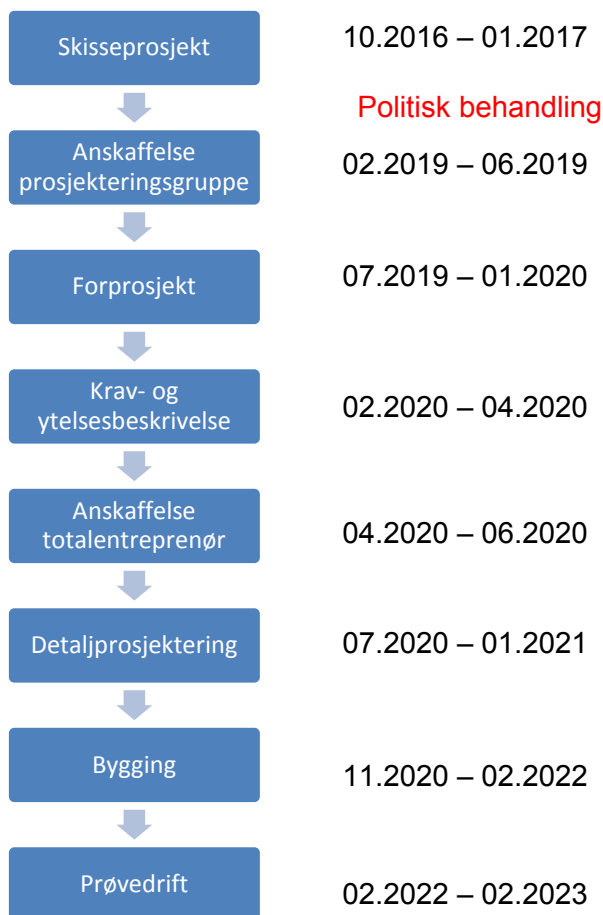 Skisseprosjekt
10.2016 – 01.2017
Politisk behandling
Anskaffelse
prosjekteringsgruppe
02.2019 – 06.2019
Forprosjekt
07.2019 – 01.2020
Krav- og
ytelsesbeskrivelse
02.2020 – 04.2020
Anskaffelse
totalentreprenør
04.2020 – 06.2020
Detaljprosjektering
07.2020 – 01.2021
Bygging
11.2020 – 02.2022
Prøvedrift
02.2022 – 02.2023